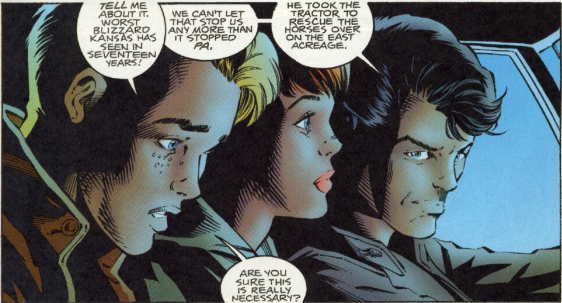 TELL ME
ABOUT IT.
WORST
BLIZZARD
KANSAS HAS
SEEN IN
SEVENTEEN
YEARS!
WE CAN'T LET
THAT STOP US
ANY MORE THAN
IT STOPPED
PA.
HE TOOK THE
TRACTOR TO
RESCUE THE
HORSES OVER
ON THE EAST
ACREAGE.
ARE YOU
SURE THIS
IS REALLY
NECESSARY?